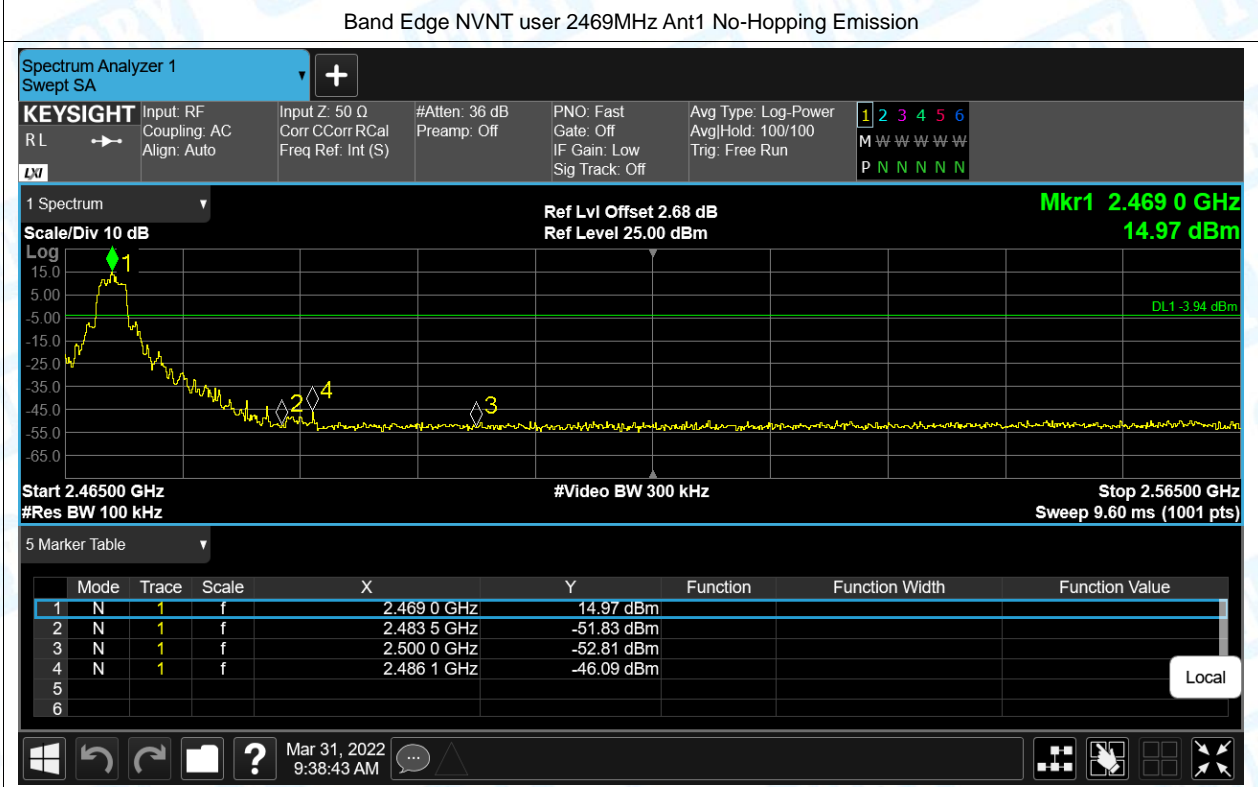 Band Edge NVNT user 2469MHz Ant1 No-Hopping Emission
Spectrum Analyzer 1
Swept SA
KEYSIGHT
R L
LXI
Input: RF
Coupling: AC
Align: Auto
Input Z: 50 Ω
Corr CCorr RCal
Freq Ref: Int (S)
#Atten: 36 dB
Preamp: Off
PNO: Fast
Gate: Off
IF Gain: Low
Sig Track: Off
Avg Type: Log-Power
Avg|Hold: 100/100
Trig: Free Run
1 2 3 4 5 6
M W W W W W
P N N N N N
1 Spectrum
Scale/Div 10 dB
Ref Lvl Offset 2.68 dB
Ref Level 25.00 dBm
Mkr1 2.469 0 GHz
14.97 dBm
Log
15.0
5.00
-5.00
-15.0
-25.0
-35.0
-45.0
-55.0
-65.0
1
2
4
3
DL1 -3.94 dBm
Start 2.46500 GHz
#Video BW 300 kHz
Stop 2.56500 GHz
#Res BW 100 kHz
Sweep 9.60 ms (1001 pts)
5 Marker Table
Mode Trace Scale X Y Function Function Width Function Value
1 N 1 f 2.469 0 GHz 14.97 dBm
2 N 1 f 2.483 5 GHz -51.83 dBm
3 N 1 f 2.500 0 GHz -52.81 dBm
4 N 1 f 2.486 1 GHz -46.09 dBm
5
6
Local
Mar 31, 2022
9:38:43 AM